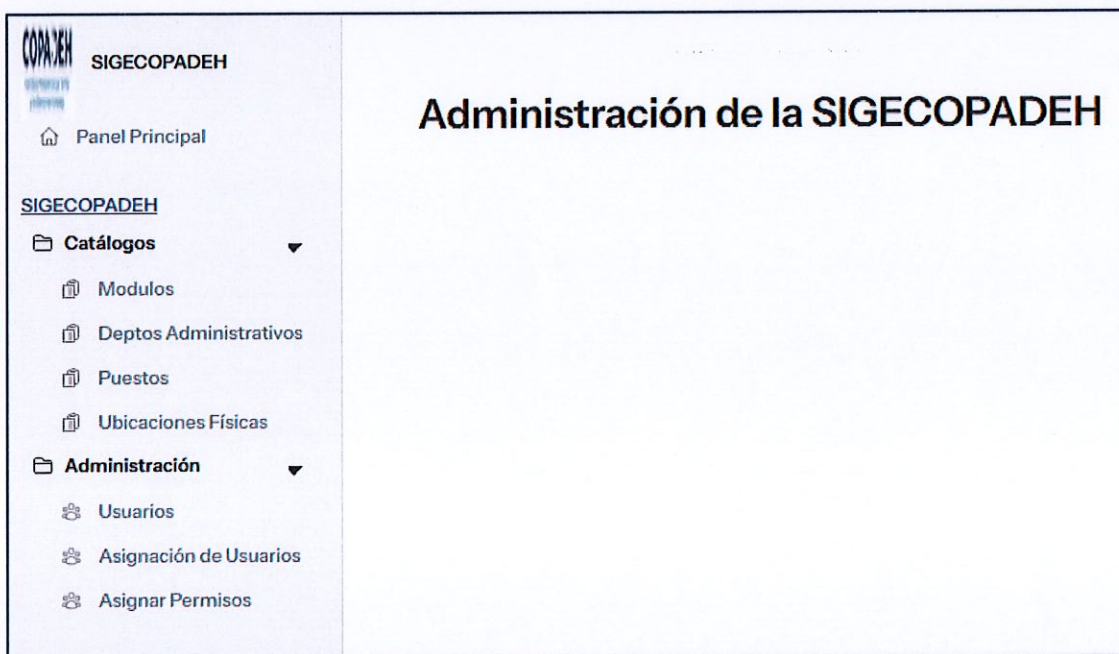 COPADEH
SIGECOPADEH
Panel Principal
SIGECOPADEH
Catálogos
Modulos
Deptos Administrativos
Puestos
Ubicaciones Físicas
Administración
Usuarios
Asignación de Usuarios
Asignar Permisos
Administración de la SIGECOPADEH